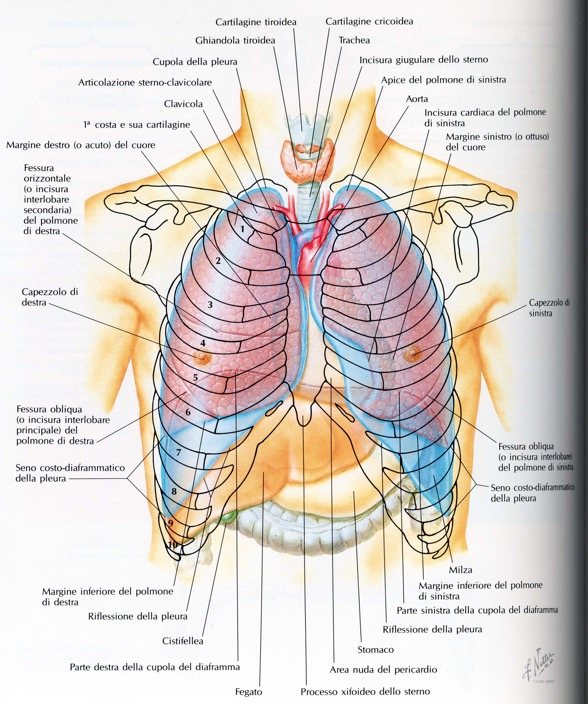 Cartilagine tiroidea
Cartilagine cricoidea
Ghiandola tiroidea
Trachea
Cupola della pleura
Incisura giugulare dello sterno
Articolazione sterno-clavicolare
Apice del polmone di sinistra
Clavicola
Aorta
1ª costa e sua cartilagine
Incisura cardiaca del polmone
di sinistra
Margine destro (o acuto) del cuore
Margine sinistro (o ottuso)
del cuore
Fessura
orizzontale
(o incisura
interlobare
secondaria)
del polmone
di destra
1
2
3
4
5
6
7
8
9
10
Capezzolo di
destra
Capezzolo di
sinistra
Fessura obliqua
(o incisura interlobare
principale) del
polmone di destra
Fessura obliqua
(o incisura interlobare)
del polmone di sinistra
Seno costo-diaframmatico
della pleura
Seno costo-diaframmatico
della pleura
Milza
Margine inferiore del polmone
di destra
Margine inferiore del polmone
di sinistra
Riflessione della pleura
Parte sinistra della cupola del diaframma
Cistifellea
Riflessione della pleura
Stomaco
Parte destra della cupola del diaframma
Area nuda del pericardio
Fegato
Processo xifoideo dello sterno
F. Netter